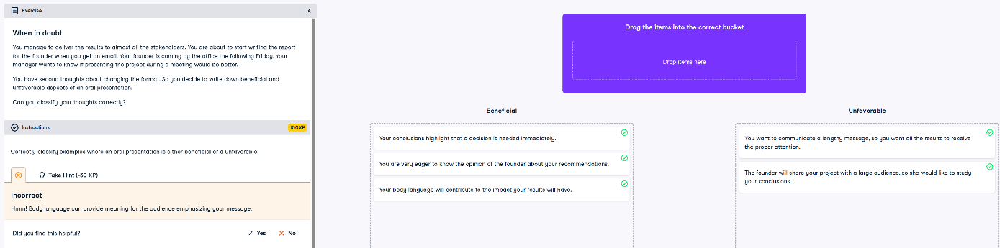 Exercise
When in doubt
You manage to deliver the results to almost all the stakeholders. You are about to start writing the report
for the founder when you get an email. Your founder is coming by the office the following Friday. Your
manager wants to know if presenting the project during a meeting would be better.
You have second thoughts about changing the format. So you decide to write down beneficial and
unfavorable aspects of an oral presentation.
Can you classify your thoughts correctly?
Instructions
100XP
Correctly classify examples where an oral presentation is either beneficial or a unfavorable.
Take Hint (-30 XP)
Incorrect
Hmm! Body language can provide meaning for the audience emphasizing your message.
Did you find this helpful?
Yes
No
Drag the items into the correct bucket
Drop items here
Beneficial
Your conclusions highlight that a decision is needed immediately.
You are very eager to know the opinion of the founder about your recommendations.
Your body language will contribute to the impact your results will have.
Unfavorable
You want to communicate a lengthy message, so you want all the results to receive
the proper attention.
The founder will share your project with a large audience, so she would like to study
your conclusions.